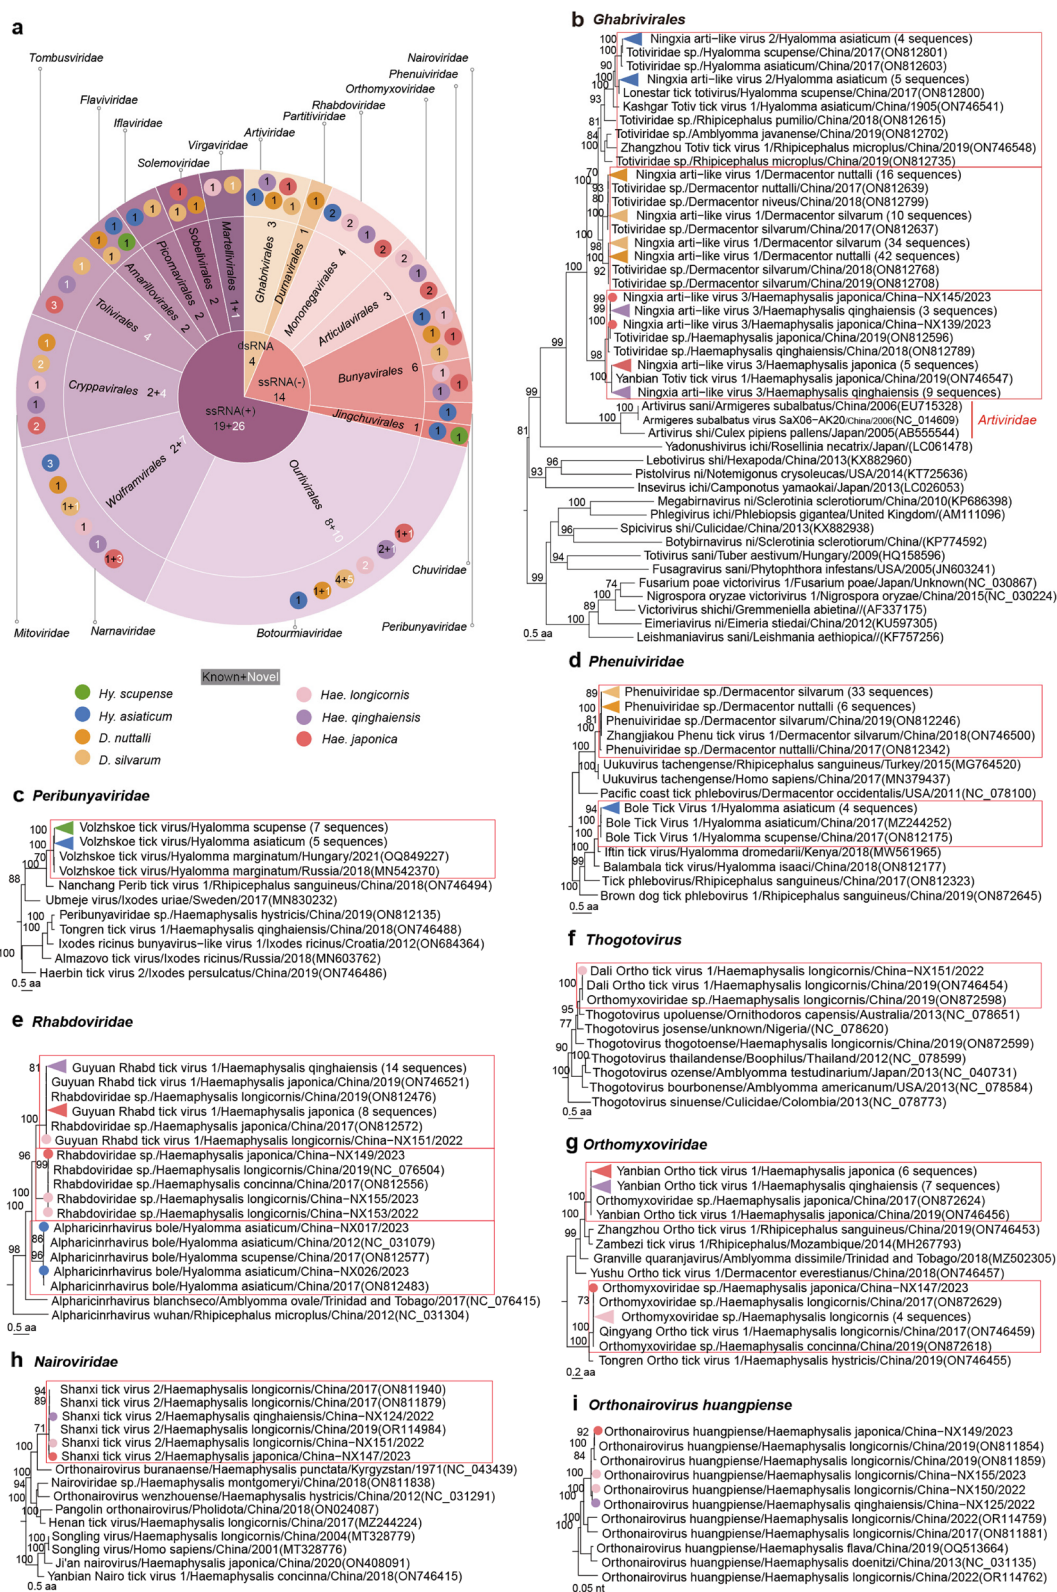 a
Tombusviridae
Flaviviridae
Iflaviridae
Solemoviridae
Virgaviridae
Artiviridae
Partitiviridae
Rhabdoviridae
Orthomyxoviridae
Phenuiviridae
Nairoviridae
Ghabrivirales 3
Durnavirales 1
Mononegavirales 4
Articulavirales 3
Bunyavirales 6
Jingchuvirales 1
Martellivirales 1+1
Sobelivirales 2
Picornavirales 2
Amarillovirales 2
Tolivirales 4
Cryppavirales 2+4
Wolframvirales 2+7
Ourlivirales 8+10
dsRNA
4
ssRNA(-)
14
ssRNA(+)
19+26
Mitoviridae
Narnaviridae
Botourmiaviridae
Chuviridae
Peribunyaviridae
Known+Novel
Hy. scupense
Hy. asiaticum
D. nuttalli
D. silvarum
Hae. longicornis
Hae. qinghaiensis
Hae. japonica
b Ghabrivirales
Ningxia arti-like virus 2/Hyalomma asiaticum (4 sequences)
Totiviridae sp./Hyalomma scupense/China/2017(ON812801)
Totiviridae sp./Hyalomma asiaticum/China/2017(ON812603)
Ningxia arti-like virus 2/Hyalomma asiaticum (5 sequences)
Lonestar tick totivirus/Hyalomma scupense/China/2017(ON812800)
Kashgar Totiv tick virus 1/Hyalomma asiaticum/China/1905(ON746541)
Totiviridae sp./Rhipicephalus pumilio/China/2018(ON812615)
Totiviridae sp./Amblyomma javanense/China/2019(ON812702)
Zhangzhou Totiv tick virus 1/Rhipicephalus microplus/China(ON746548)
Totiviridae sp./Rhipicephalus microplus/China/2019(ON812735)
Ningxia arti-like virus 1/Dermacentor nuttalli (16 sequences)
Totiviridae sp./Dermacentor nuttalli/China/2017(ON812639)
Totiviridae sp./Dermacentor niveus/China/2018(ON812799)
Ningxia arti-like virus 1/Dermacentor silvarum (10 sequences)
Totiviridae sp./Dermacentor silvarum/China/2017(ON812637)
Ningxia arti-like virus 1/Dermacentor silvarum (34 sequences)
Ningxia arti-like virus 1/Dermacentor nuttalli (42 sequences)
Totiviridae sp./Dermacentor silvarum/China/2018(ON812768)
Totiviridae sp./Dermacentor silvarum/China/2019(ON812708)
Ningxia arti-like virus 3/Haemaphysalis japonica/China-NX145/2023
Ningxia arti-like virus 3/Haemaphysalis qinghaiensis (3 sequences)
Ningxia arti-like virus 3/Haemaphysalis japonica/China-NX139/2023
Totiviridae sp./Haemaphysalis japonica/China/2017(ON812596)
Totiviridae sp./Haemaphysalis qinghaiensis/China/2018(ON812789)
Ningxia arti-like virus 3/Haemaphysalis japonica (5 sequences)
Yanbian Totiv tick virus 1/Haemaphysalis japonica/China/2019(ON746547)
Ningxia arti-like virus 3/Haemaphysalis qinghaiensis (9 sequences)
Artivirus sani/Armigeres subalbatus/China/2006(EU715328)
Armigeres subalbatus virus SaX06-AK20/China/2006(NC_014609)
Artivirus shi/Culex pipiens pallens/Japan/2005(AB555544)
Artiviridae
Yadonushivirus ichi/Rosellinia necatrix/Japan//(LC061478)
Lebotivirus shi/Hexapoda/China/2013(KX882960)
Pistolvirus ni/Notemigonus crysoleucas/USA/2014(KT725636)
Insevirus ichi/Camponotus yamaokai/Japan/2013(LC026053)
Megabirnavirus ni/Sclerotinia sclerotiorum/China/2010(KP686398)
Phlegivirus ichi/Phlebiopsis gigantea/United Kingdom/(AM111096)
Spicivirus shi/Culicidae/China/2013(KX882938)
Botybirnavirus ni/Sclerotinia sclerotiorum/China/(KP774592)
Totivirus sani/Tuber aestivum/Hungary/2009(HQ158596)
Fusagravirus sani/Phytophthora infestans/USA/2005(JN603241)
Fusarium poae victorivirus 1/Fusarium poae/Japan/Unknown(NC_030867)
Nigrospora oryzae victorivirus 1/Nigrospora oryzae/China/2015(NC_030224)
Victorivirus shichi/Gremmeniella abietina//(AF337175)
Eimeriavirus ni/Eimeria stiedai/China/2012(KU597305)
Leishmaniavirus sani/Leishmania aethiopica//(KF757256)
0.5 aa
c Peribunyaviridae
Volzhskoe tick virus/Hyalomma scupense (7 sequences)
Volzhskoe tick virus/Hyalomma asiaticum (5 sequences)
Volzhskoe tick virus/Hyalomma marginatum/Hungary/2021(OQ849227)
Volzhskoe tick virus/Hyalomma marginatum/Russia/2018(MN542370)
Nanchang Perib tick virus 1/Rhipicephalus sanguineus/China/2018(ON746494)
Ubmeje virus/Ixodes uriae/Sweden/2017(MN830232)
Peribunyaviridae sp./Haemaphysalis hystricis/China/2019(ON812135)
Tongren tick virus 1/Haemaphysalis qinghaiensis/China/2018(ON746488)
Ixodes ricinus bunyavirus-like virus 1/Ixodes ricinus/Croatia/2012(ON684364)
Almazovo tick virus/Ixodes ricinus/Russia/2018(MN603762)
Haerbin tick virus 2/Ixodes persulcatus/China/2019(ON746486)
0.5 aa
d Phenuiviridae
Phenuiviridae sp./Dermacentor silvarum (33 sequences)
Phenuiviridae sp./Dermacentor nuttalli (6 sequences)
Phenuiviridae sp./Dermacentor silvarum/China/2019(ON812246)
Zhangjiakou Phenu tick virus 1/Dermacentor silvarum/China/2018(ON746500)
Phenuiviridae sp./Dermacentor nuttalli/China/2017(ON812342)
Uukuvirus tachengense/Rhipicephalus sanguineus/Turkey/2015(MG764520)
Uukuvirus tachengense/Homo sapiens/China/2017(MN379437)
Pacific coast tick phlebovirus/Dermacentor occidentalis/USA/2011(NC_078100)
Bole Tick Virus 1/Hyalomma asiaticum (4 sequences)
Bole Tick Virus 1/Hyalomma asiaticum/China/2017(MZ244252)
Bole Tick Virus 1/Hyalomma scupense/China/2017(ON812175)
Iftin tick virus/Hyalomma dromedarii/Kenya/2018(MW561965)
Balambala tick virus/Hyalomma isaaci/China/2018(ON812177)
Tick phlebovirus/Rhipicephalus sanguineus/China/2017(ON812323)
Brown dog tick phlebovirus 1/Rhipicephalus sanguineus/China/2019(ON872645)
0.5 aa
e Rhabdoviridae
Guyuan Rhabd tick virus 1/Haemaphysalis qinghaiensis (14 sequences)
Guyuan Rhabd tick virus 1/Haemaphysalis japonica/China/2019(ON746521)
Rhabdoviridae sp./Haemaphysalis longicornis/China/2019(ON812476)
Guyuan Rhabd tick virus 1/Haemaphysalis japonica (8 sequences)
Rhabdoviridae sp./Haemaphysalis japonica/China/2017(ON812572)
Guyuan Rhabd tick virus 1/Haemaphysalis longicornis/China-NX151/2022
Rhabdoviridae sp./Haemaphysalis japonica/China-NX149/2023
Rhabdoviridae sp./Haemaphysalis longicornis/China/2019(NC_076504)
Rhabdoviridae sp./Haemaphysalis concinna/China/2017(ON812556)
Rhabdoviridae sp./Haemaphysalis longicornis/China-NX155/2023
Rhabdoviridae sp./Haemaphysalis longicornis/China-NX153/2022
Alpharicinrhavirus bole/Hyalomma asiaticum/China-NX017/2023
Alpharicinrhavirus bole/Hyalomma asiaticum/China/2012(NC_031079)
Alpharicinrhavirus bole/Hyalomma scupense/China/2017(ON812577)
Alpharicinrhavirus bole/Hyalomma asiaticum/China-NX026/2023
Alpharicinrhavirus bole/Hyalomma asiaticum/China/2017(ON812483)
Alpharicinrhavirus blanchseco/Amblyomma ovale/Trinidad and Tobago/2017(NC_076415)
Alpharicinrhavirus wuhan/Rhipicephalus microplus/China/2012(NC_031304)
0.5 aa
f Thogotovirus
Dali Ortho tick virus 1/Haemaphysalis longicornis/China-NX151/2022
Dali Ortho tick virus 1/Haemaphysalis longicornis/China/2019(ON746454)
Orthomyxoviridae sp./Haemaphysalis longicornis/China/2019(ON872598)
Thogotovirus upoluense/Ornithodoros capensis/Australia/2013(NC_078651)
Thogotovirus josense/unknown/Nigeria/(NC_078620)
Thogotovirus thogotoense/Haemaphysalis longicornis/China/2019(ON872599)
Thogotovirus thailandense/Boophilus/Thailand/2012(NC_078599)
Thogotovirus ozense/Amblyomma testudinarium/Japan/2013(NC_040731)
Thogotovirus bourbonense/Amblyomma americanum/USA/2013(NC_078584)
Thogotovirus sinuense/Culicidae/Colombia/2013(NC_078773)
0.5 aa
g Orthomyxoviridae
Yanbian Ortho tick virus 1/Haemaphysalis japonica (6 sequences)
Yanbian Ortho tick virus 1/Haemaphysalis qinghaiensis (7 sequences)
Orthomyxoviridae sp./Haemaphysalis japonica/China/2017(ON872624)
Yanbian Ortho tick virus 1/Haemaphysalis japonica/China/2019(ON746456)
Zhangzhou Ortho tick virus 1/Rhipicephalus sanguineus/China/2019(ON746453)
Zambezi tick virus 1/Rhipicephalus/Mozambique/2014(MH267793)
Granville quaranjavirus/Amblyomma dissimile/Trinidad and Tobago/2018(MZ502305)
Yushu Ortho tick virus 1/Dermacentor everestianus/China/2018(ON746457)
Orthomyxoviridae sp./Haemaphysalis japonica/China-NX147/2023
Orthomyxoviridae sp./Haemaphysalis longicornis/China/2017(ON872629)
Orthomyxoviridae sp./Haemaphysalis longicornis (4 sequences)
Qingyang Ortho tick virus 1/Haemaphysalis longicornis/China/2017(ON746459)
Orthomyxoviridae sp./Haemaphysalis concinna/China/2019(ON872618)
Tongren Ortho tick virus 1/Haemaphysalis hystricis/China/2019(ON746455)
0.2 aa
h Nairoviridae
Shanxi tick virus 2/Haemaphysalis longicornis/China/2017(ON811940)
Shanxi tick virus 2/Haemaphysalis longicornis/China/2017(ON811879)
Shanxi tick virus 2/Haemaphysalis qinghaiensis/China-NX124/2022
Shanxi tick virus 2/Haemaphysalis longicornis/China/2019(OR114984)
Shanxi tick virus 2/Haemaphysalis longicornis/China-NX151/2022
Shanxi tick virus 2/Haemaphysalis japonica/China-NX147/2023
Orthonairovirus buranaense/Haemaphysalis punctata/Kyrgyzstan/1971(NC_043439)
Nairoviridae sp./Haemaphysalis montgomeryi/China/2018(ON811838)
Orthonairovirus wenzhouense/Haemaphysalis hystricis/China/2012(NC_031291)
Pangolin orthonairovirus/Pholidota/China/2018(ON024087)
Henan tick virus/Haemaphysalis longicornis/China/2017(MZ244224)
Songling virus/Haemaphysalis longicornis/China/2004(MT328779)
Songling virus/Homo sapiens/China/2001(MT328776)
Ji'an nairovirus/Haemaphysalis japonica/China/2020(ON408091)
Yanbian Nairo tick virus 1/Haemaphysalis concinna/China/2018(ON746415)
0.5 aa
i Orthonairovirus huangpiense
Orthonairovirus huangpiense/Haemaphysalis japonica/China-NX149/2023
Orthonairovirus huangpiense/Haemaphysalis longicornis/China/2019(ON811854)
Orthonairovirus huangpiense/Haemaphysalis longicornis/China/2019(ON811859)
Orthonairovirus huangpiense/Haemaphysalis longicornis/China-NX155/2023
Orthonairovirus huangpiense/Haemaphysalis longicornis/China-NX150/2022
Orthonairovirus huangpiense/Haemaphysalis qinghaiensis/China-NX125/2022
Orthonairovirus huangpiense/Haemaphysalis longicornis/China/2022(OR114759)
Orthonairovirus huangpiense/Haemaphysalis longicornis/China/2017(ON811881)
Orthonairovirus huangpiense/Haemaphysalis flava/China/2019(OQ513664)
Orthonairovirus huangpiense/Haemaphysalis doenitzi/China/2013(NC_031135)
Orthonairovirus huangpiense/Haemaphysalis longicornis/China/2022(OR114762)
0.05 nt